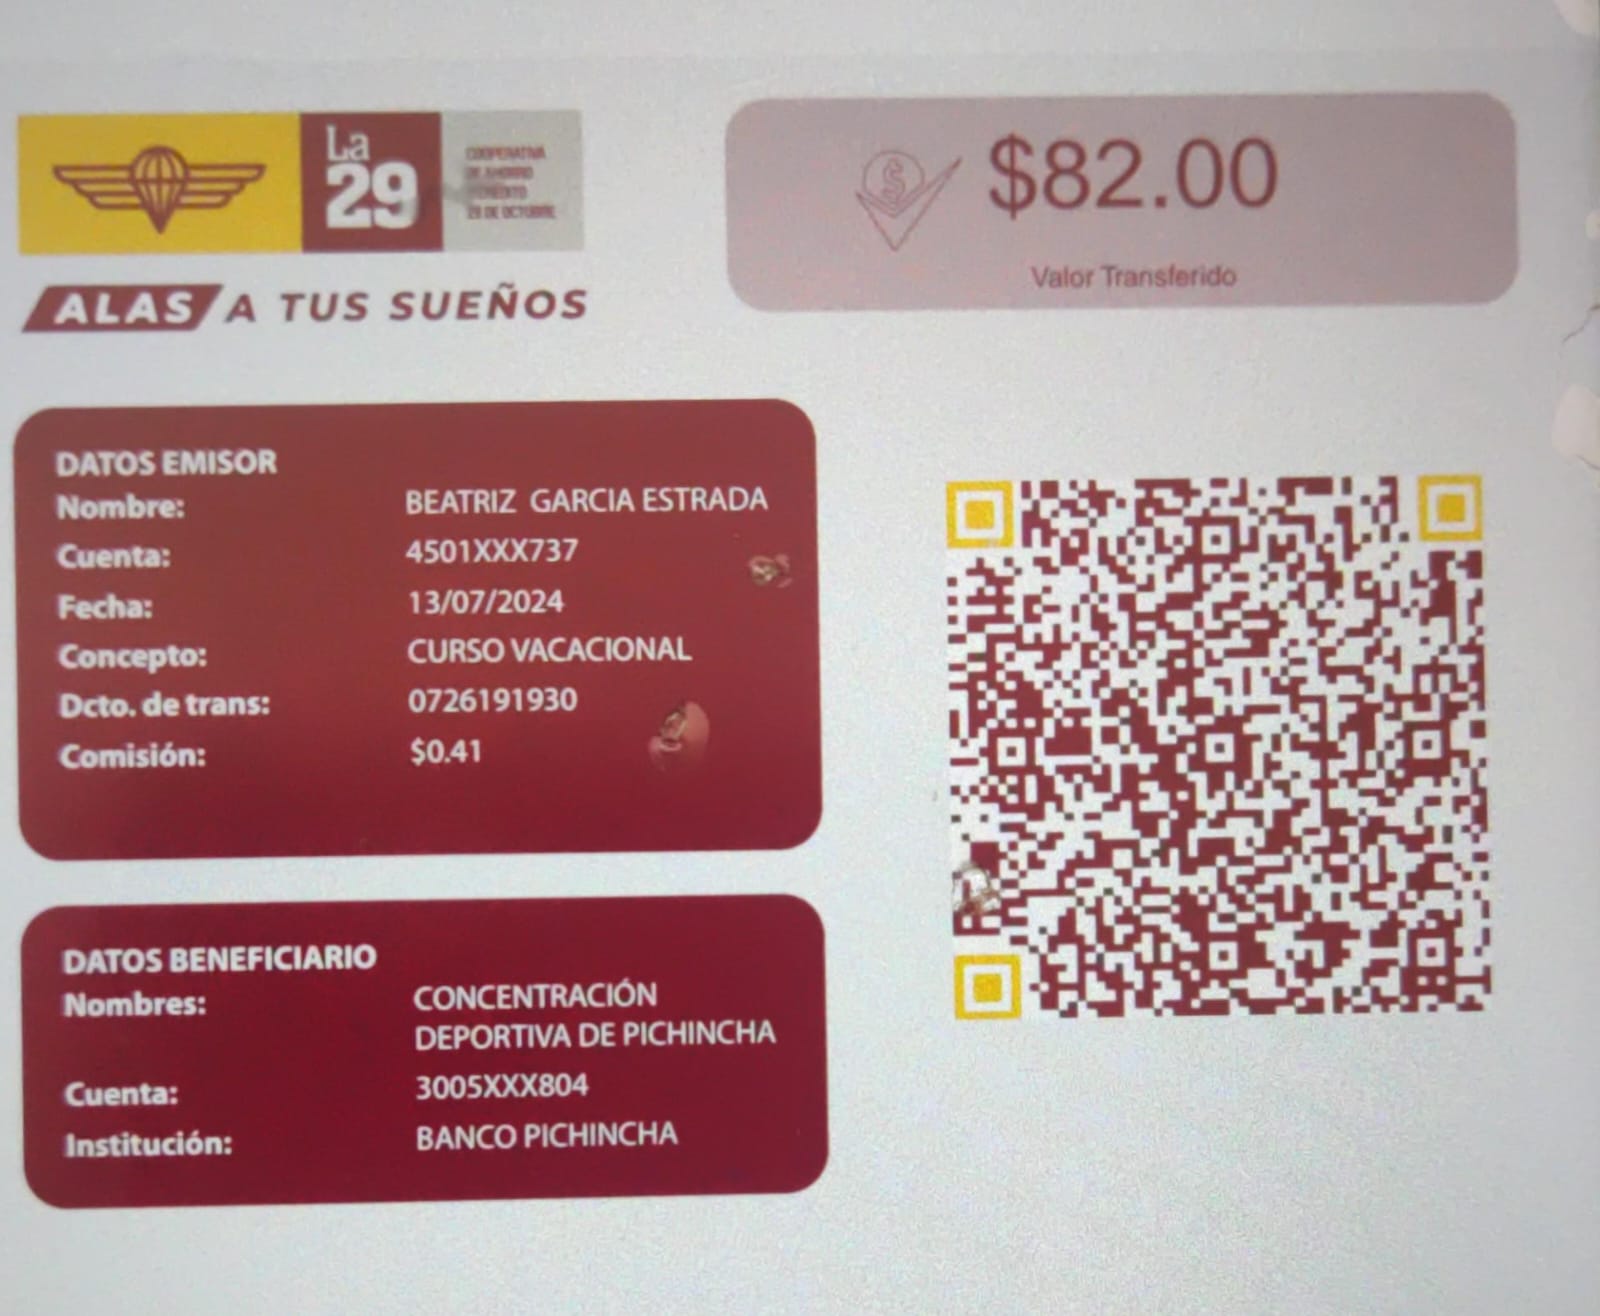 La
29
COOPERATIVA
DE AHORRO
Y CRÉDITO
29 DE OCTUBRE
ALAS A TUS SUEÑOS
$82.00
Valor Transferido
DATOS EMISOR
Nombre: BEATRIZ GARCIA ESTRADA
Cuenta: 4501XXX737
Fecha: 13/07/2024
Concepto: CURSO VACACIONAL
Dcto. de trans: 0726191930
Comisión: $0.41
DATOS BENEFICIARIO
Nombres: CONCENTRACIÓN
DEPORTIVA DE PICHINCHA
Cuenta: 3005XXX804
Institución: BANCO PICHINCHA